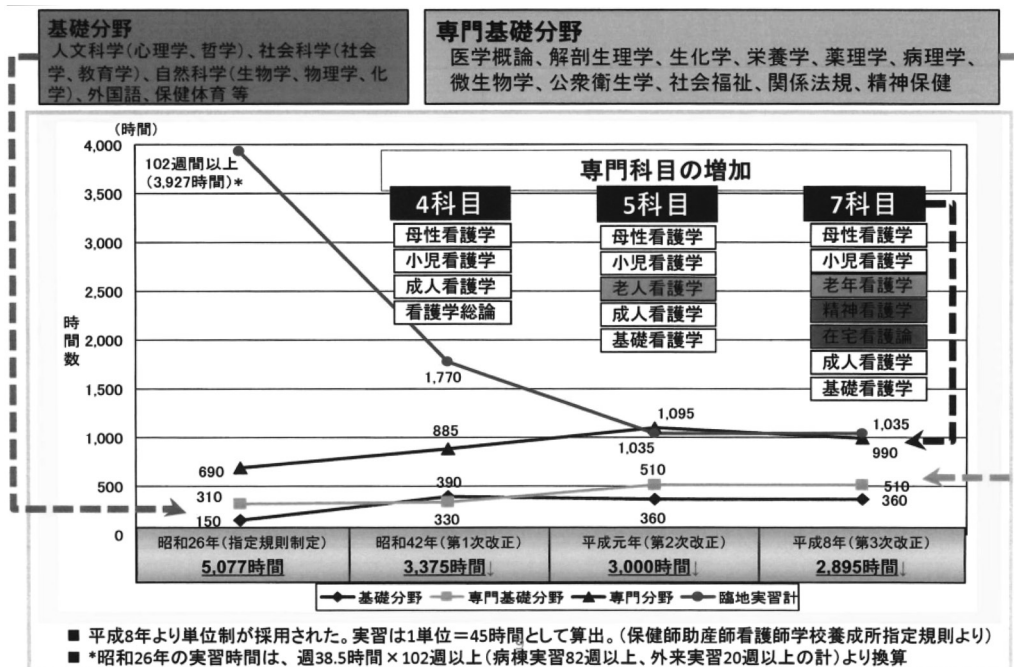 基礎分野
人文科学(心理学、哲学)、社会科学(社会
学、教育学)、自然科学(生物学、物理学、化
学)、外国語、保健体育 等
専門基礎分野
医学概論、解剖生理学、生化学、栄養学、薬理学、病理学、
微生物学、公衆衛生学、社会福祉、関係法規、精神保健
(時間)
4,000
3,500
3,000
2,500
2,000
1,500
1,000
500
0
時間数
102週間以上
(3,927時間)*
専門科目の増加
4科目
母性看護学
小児看護学
成人看護学
看護学総論
5科目
母性看護学
小児看護学
老人看護学
成人看護学
基礎看護学
7科目
母性看護学
小児看護学
老年看護学
精神看護学
在宅看護論
成人看護学
基礎看護学
1,770
1,035
1,035
690
885
1,095
990
310
330
510
510
150
390
360
360
昭和26年(指定規則制定)
5,077時間
昭和42年(第1次改正)
3,375時間↓
平成元年(第2次改正)
3,000時間↓
平成8年(第3次改正)
2,895時間↓
基礎分野 専門基礎分野 専門分野 臨地実習計
■ 平成8年より単位制が採用された。実習は1単位=45時間として算出。(保健師助産師看護師学校養成所指定規則より)
■ *昭和26年の実習時間は、週38.5時間×102週以上(病棟実習82週以上、外来実習20週以上の計)より換算